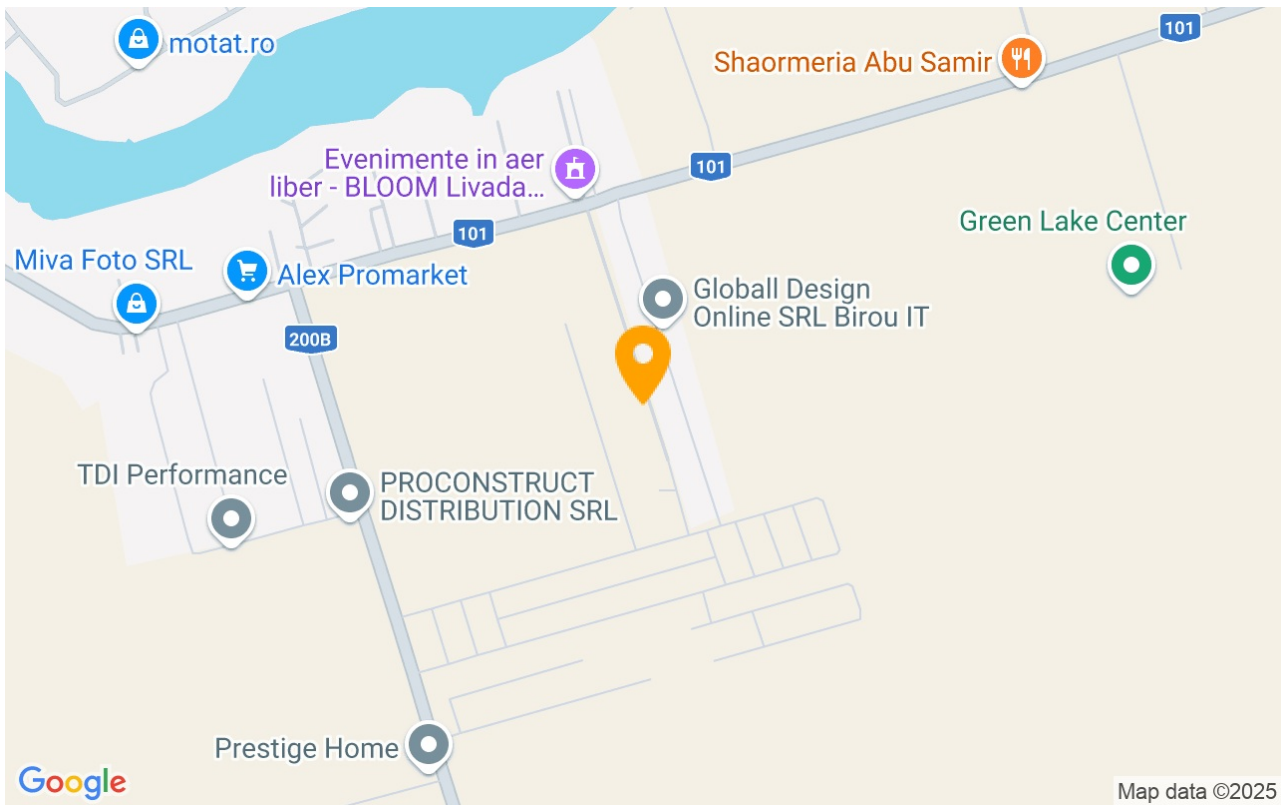 motat.ro
101
Shaormeria Abu Samir
Evenimente in aer
liber - BLOOM Livada...
101
Green Lake Center
101
Miva Foto SRL
Alex Promarket
Globall Design
Online SRL Birou IT
200B
TDI Performance
PROCONSTRUCT
DISTRIBUTION SRL
Prestige Home
Google
Map data ©2025